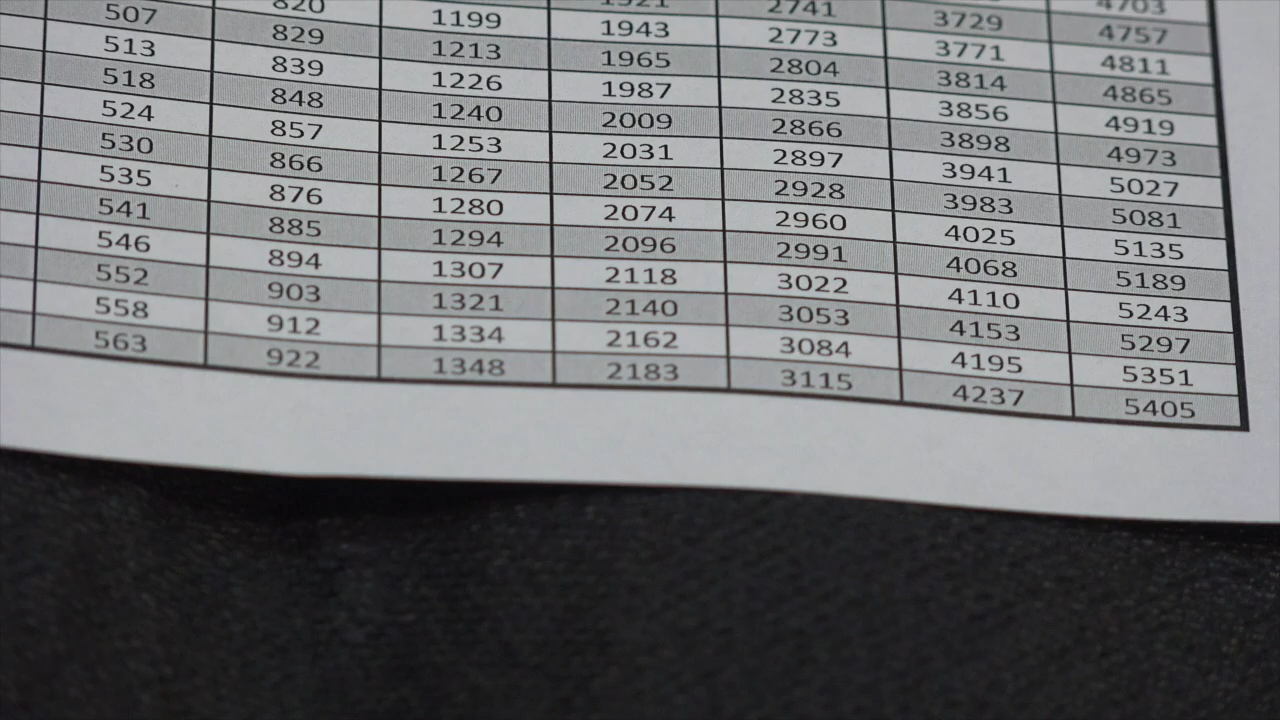 4703
1921 2741 3729 4757
820 1199 1943 2773 3771 4811
507 829 1213 1965 2804 3814 4865
513 839 1226 1987 2835 3856 4919
518 848 1240 2009 2866 3898 4973
524 857 1253 2031 2897 3941 5027
530 866 1267 2052 2928 3983 5081
535 876 1280 2074 2960 4025 5135
541 885 1294 2096 2991 4068 5189
546 894 1307 2118 3022 4110 5243
552 903 1321 2140 3053 4153 5297
558 912 1334 2162 3084 4195 5351
563 922 1348 2183 3115 4237 5405